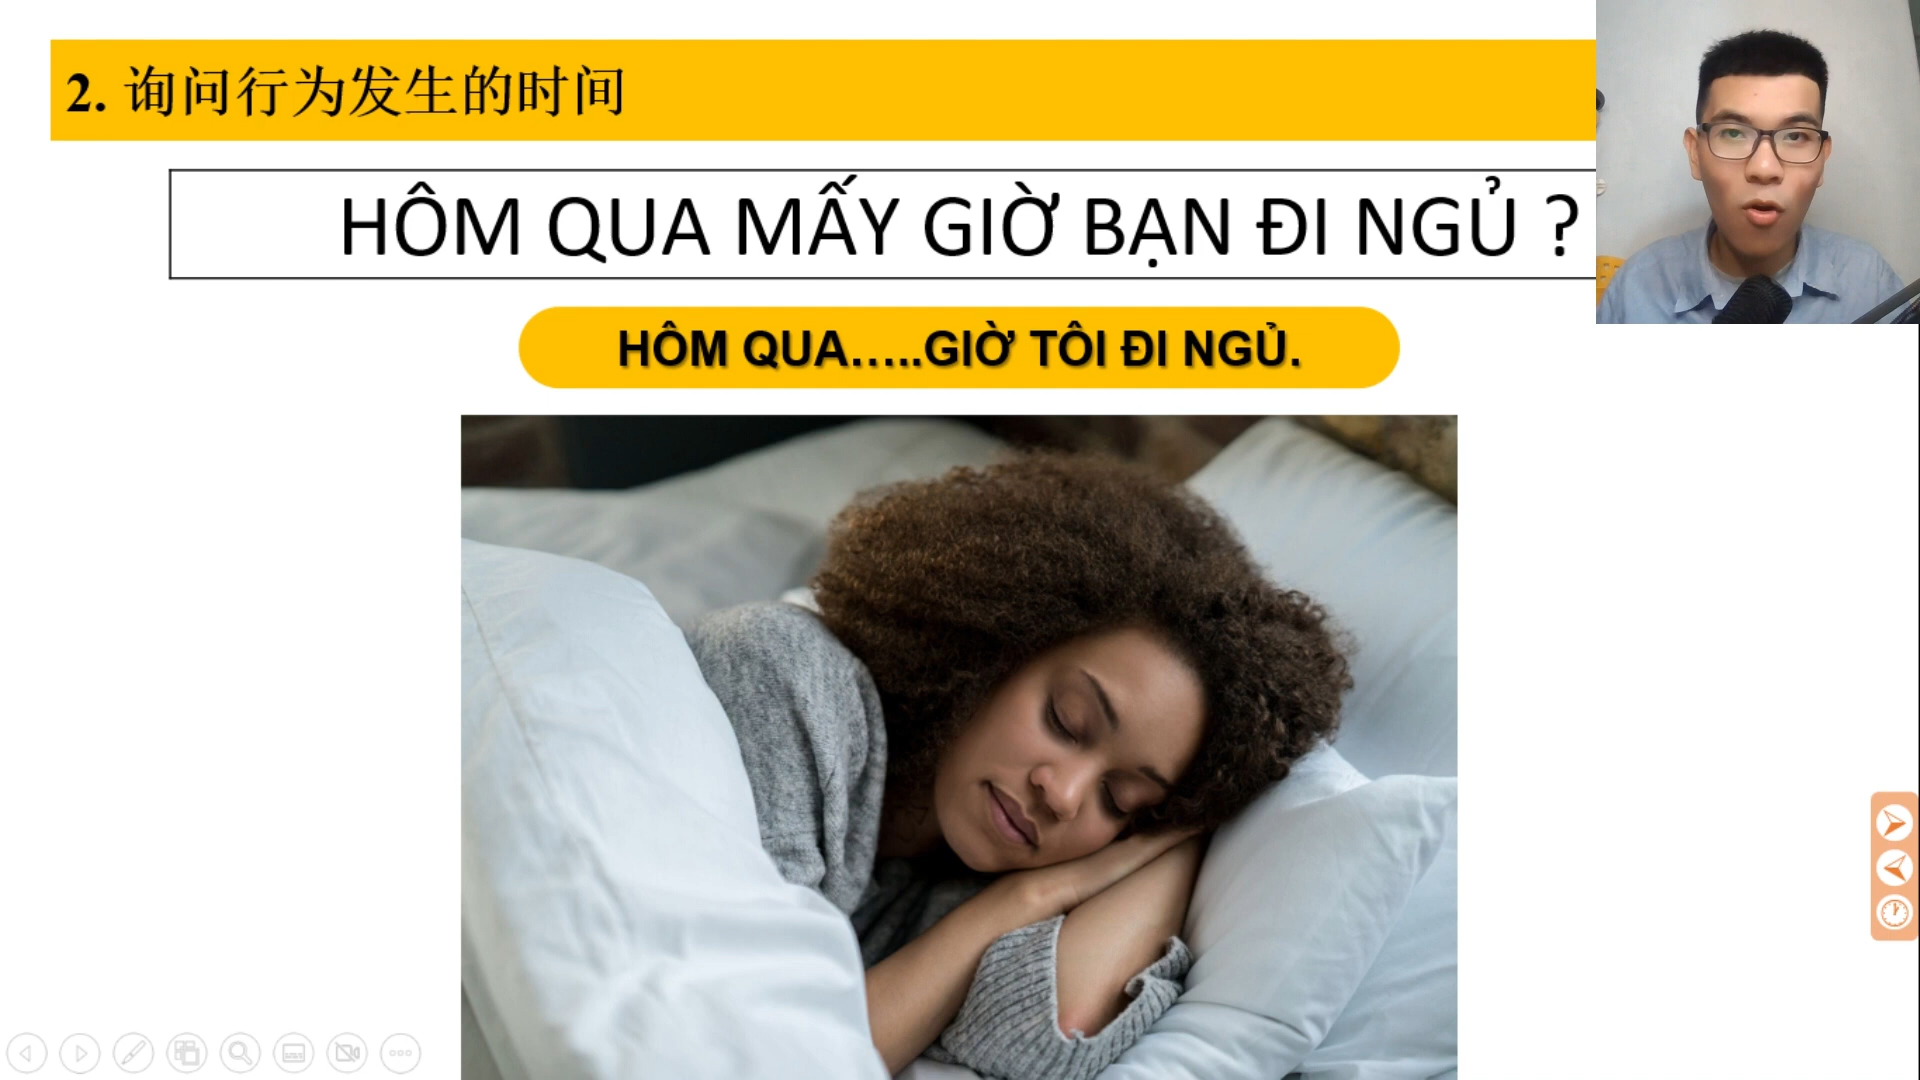 2. 询问行为发生的时间
HÔM QUA MẤY GIỜ BẠN ĐI NGỦ ?
HÔM QUA.....GIỜ TÔI ĐI NGỦ.